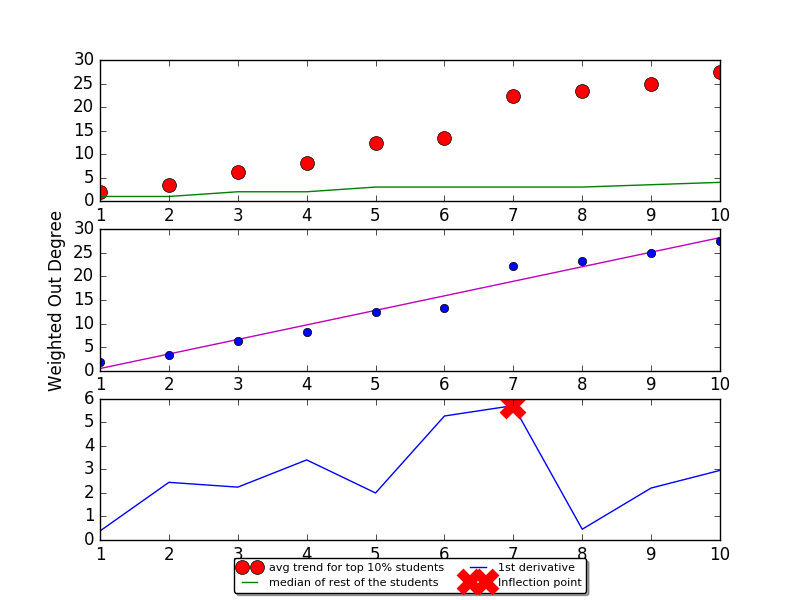 30
25
20
15
10
5
0
1 2 3 4 5 6 7 8 9 10
Weighted Out Degree
30
25
20
15
10
5
0
1 2 3 4 5 6 7 8 9 10
6
5
4
3
2
1
0
1 2 3 4 5 6 7 8 9 10
avg trend for top 10% students
median of rest of the students
1st derivative
Inflection point